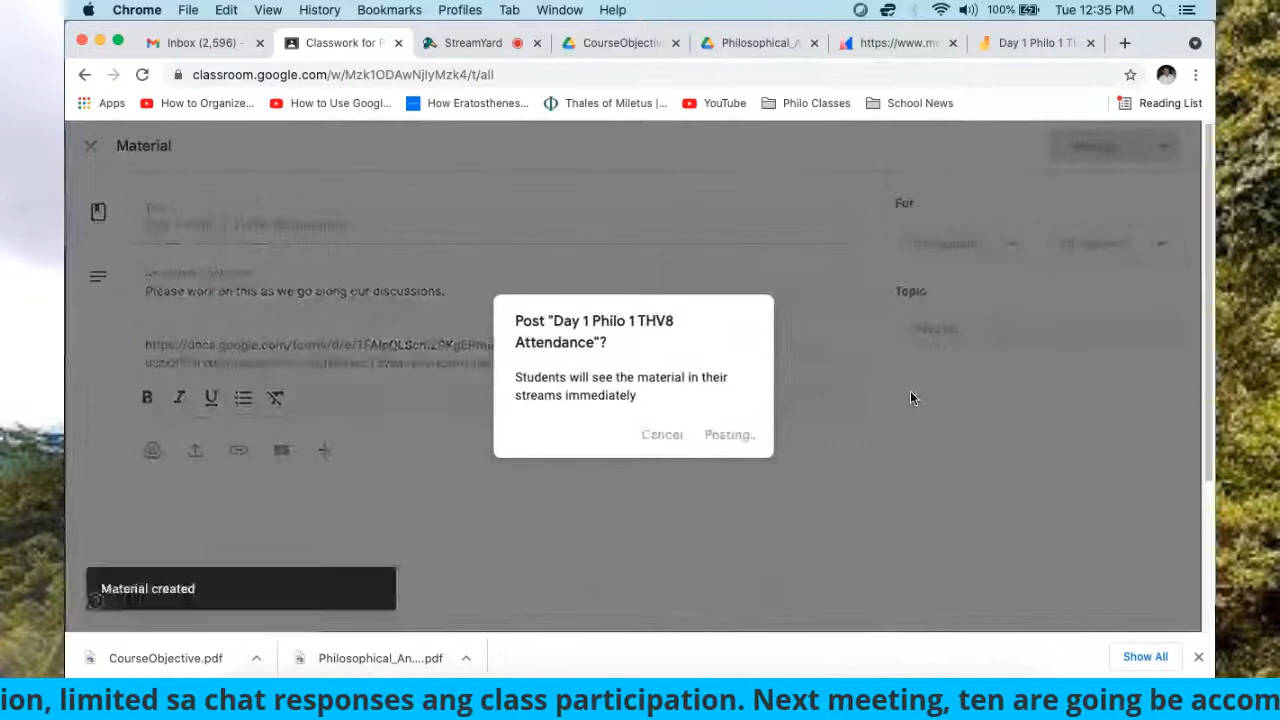 Chrome File Edit View History Bookmarks Profiles Tab Window Help 100% Tue 12:35 PM
Inbox (2,596) - Classwork for P StreamYard CourseObjective Philosophical_A https://www.me Day 1 Philo 1 TH
classroom.google.com/w/Mzk1ODAwNjIyMzk4/t/all
Apps How to Organize... How to Use Googl... How Eratosthenes... Thales of Miletus |... YouTube Philo Classes School News Reading List
Material
For
Please work on this as we go along our discussions.
Topic
Post "Day 1 Philo 1 THV8
Attendance"?
Students will see the material in their
streams immediately
Cancel Posting..
B I U
Material created
CourseObjective.pdf Philosophical_An....pdf Show All
ion, limited sa chat responses ang class participation. Next meeting, ten are going be accom